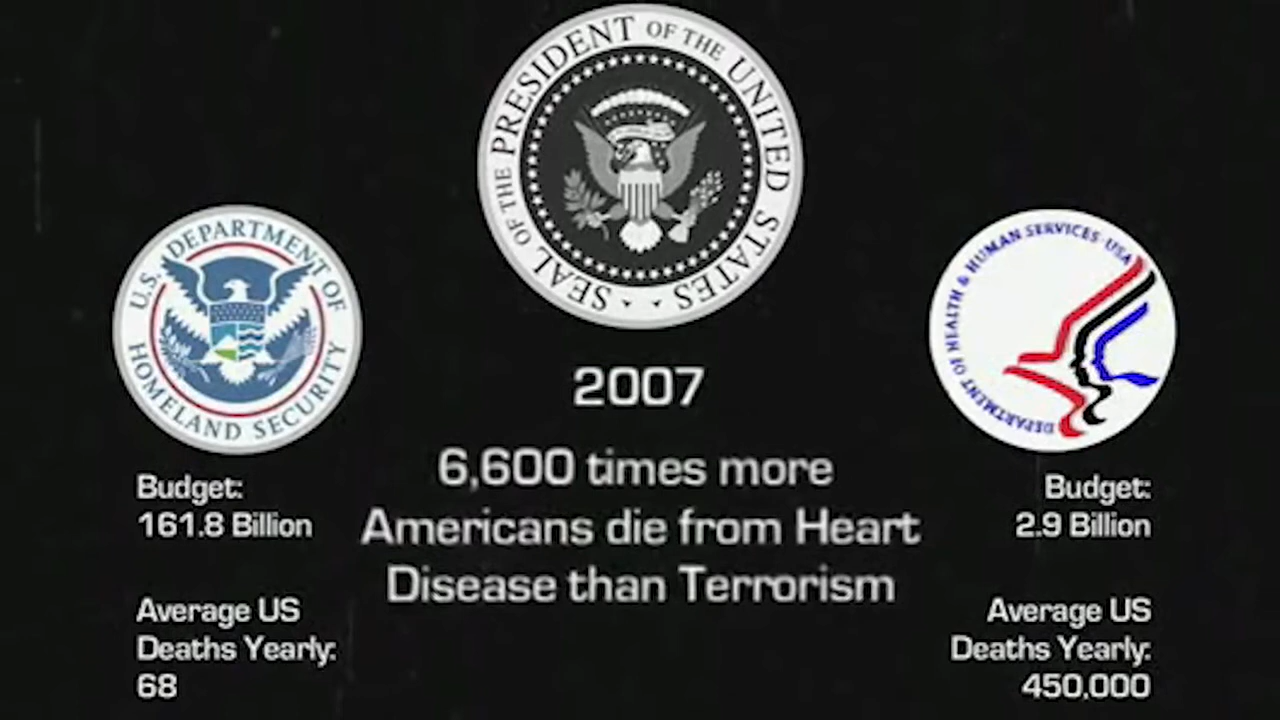 SEAL OF THE PRESIDENT OF THE UNITED STATES
U.S. DEPARTMENT OF
HOMELAND SECURITY
DEPARTMENT OF HEALTH & HUMAN SERVICES·USA
2007
6,600 times more
Americans die from Heart
Disease than Terrorism
Budget:
161.8 Billion
Average US
Deaths Yearly:
68
Budget:
2.9 Billion
Average US
Deaths Yearly:
450,000